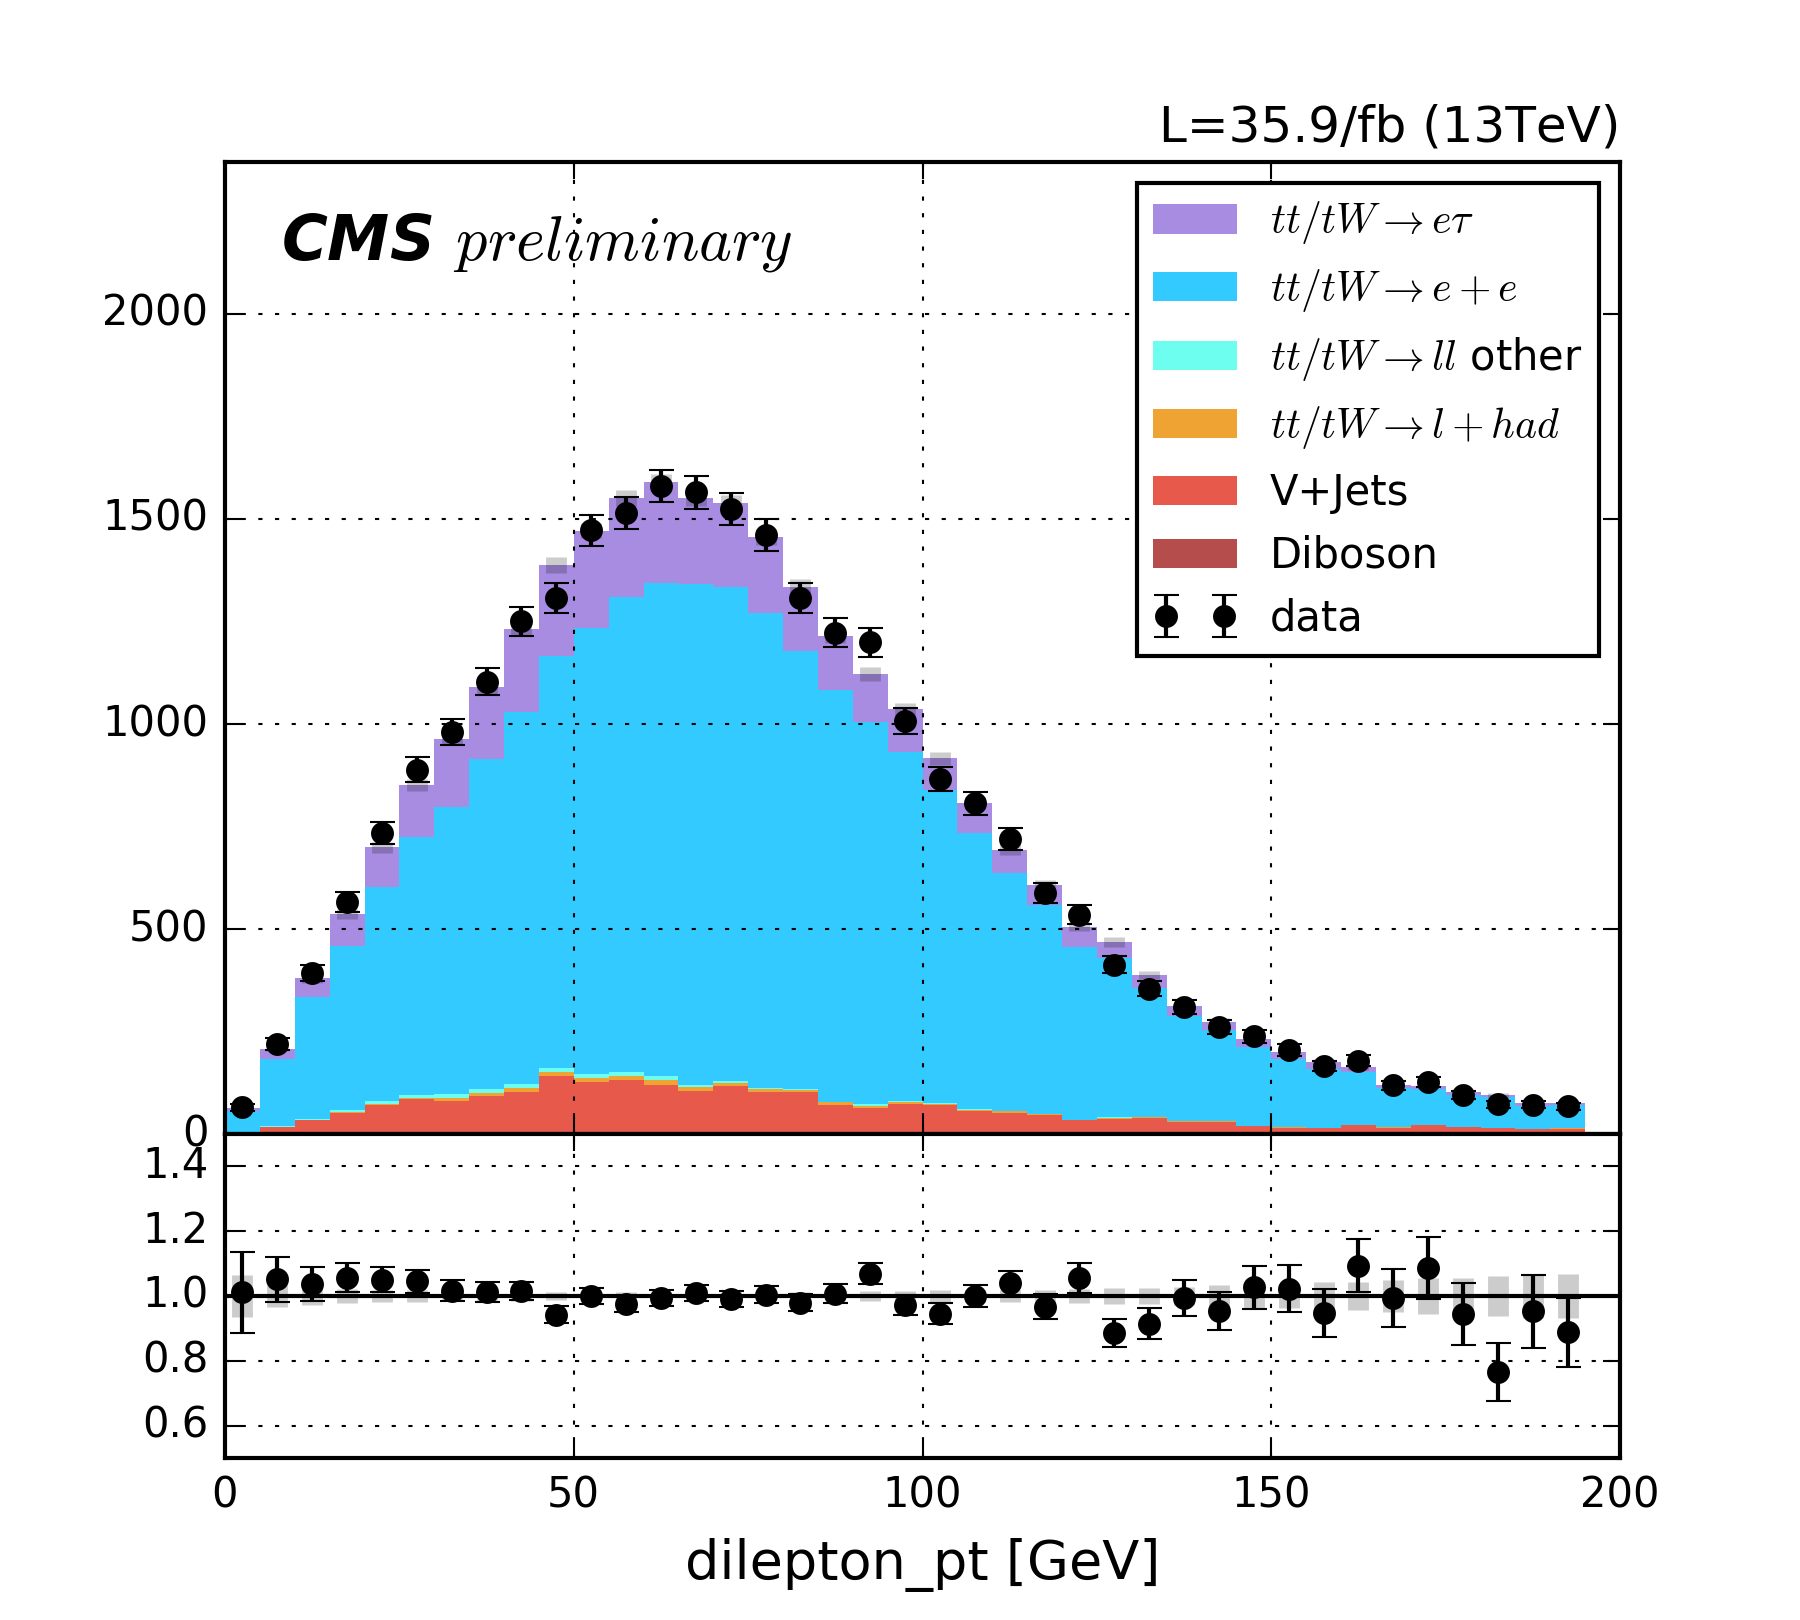 L=35.9/fb (13TeV)
CMS preliminary
tt/tW→eτ
tt/tW→e+e
tt/tW→ll other
tt/tW→l+had
V+Jets
Diboson
data
2000
1500
1000
500
0
1.4
1.2
1.0
0.8
0.6
0 50 100 150 200
dilepton_pt [GeV]